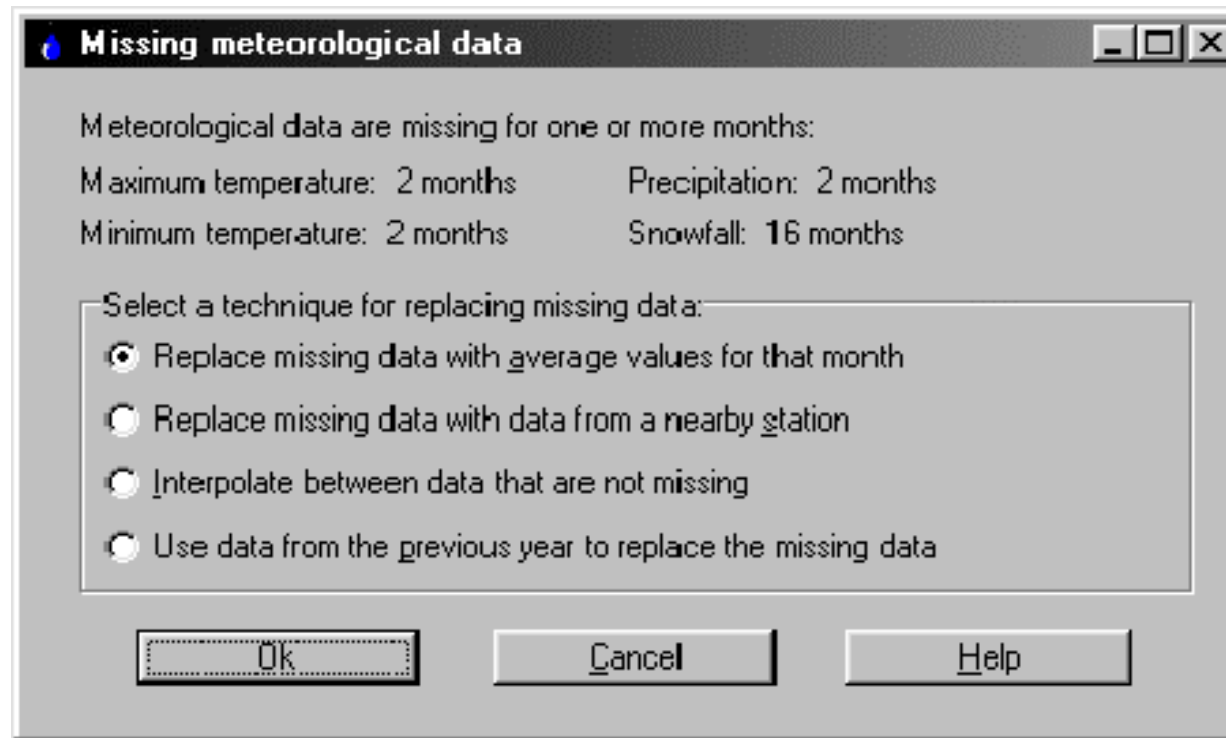 Missing meteorological data
Meteorological data are missing for one or more months:
Maximum temperature: 2 months Precipitation: 2 months
Minimum temperature: 2 months Snowfall: 16 months
Select a technique for replacing missing data:
Replace missing data with average values for that month
Replace missing data with data from a nearby station
Interpolate between data that are not missing
Use data from the previous year to replace the missing data
Ok Cancel Help